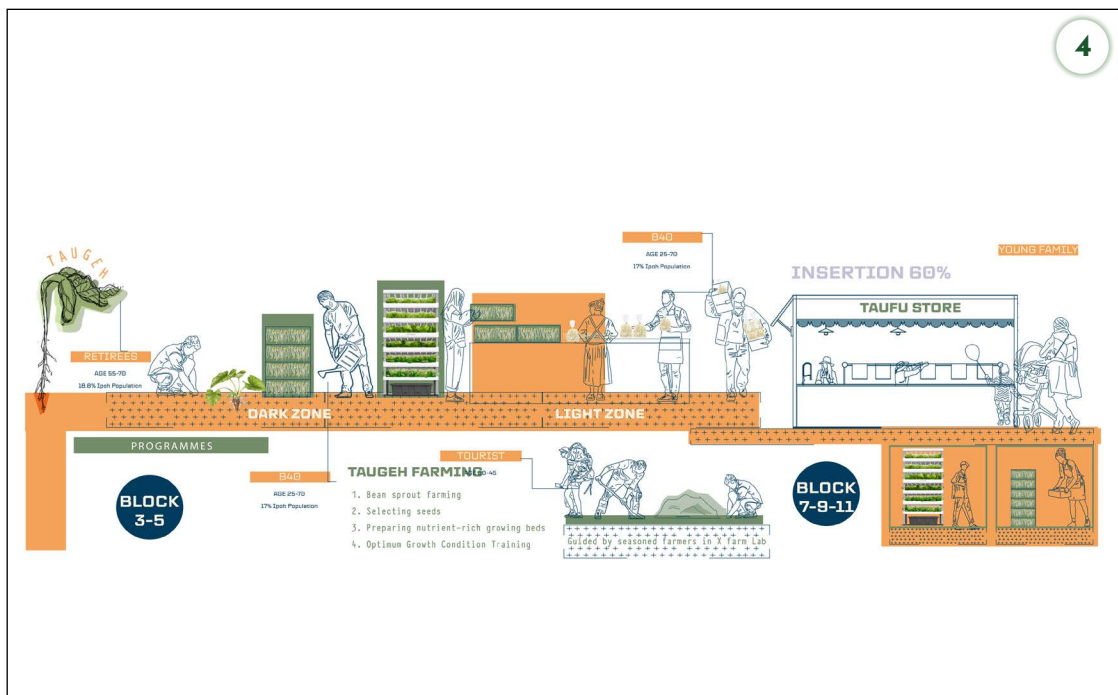 4
TAUGEH
RETIREES
AGE 55-70
18.8% Ipoh Population
DARK ZONE
LIGHT ZONE
PROGRAMMES
BLOCK
3-5
B40
AGE 25-70
17% Ipoh Population
TAUGEH FARMING
1. Bean sprout farming
2. Selecting seeds
3. Preparing nutrient-rich growing beds
4. Optimum Growth Condition Training
TOURIST
Guided by seasoned farmers in X farm Lab
B40
AGE 25-70
17% Ipoh Population
YOUNG FAMILY
INSERTION 60%
TAUFU STORE
BLOCK
7-9-11